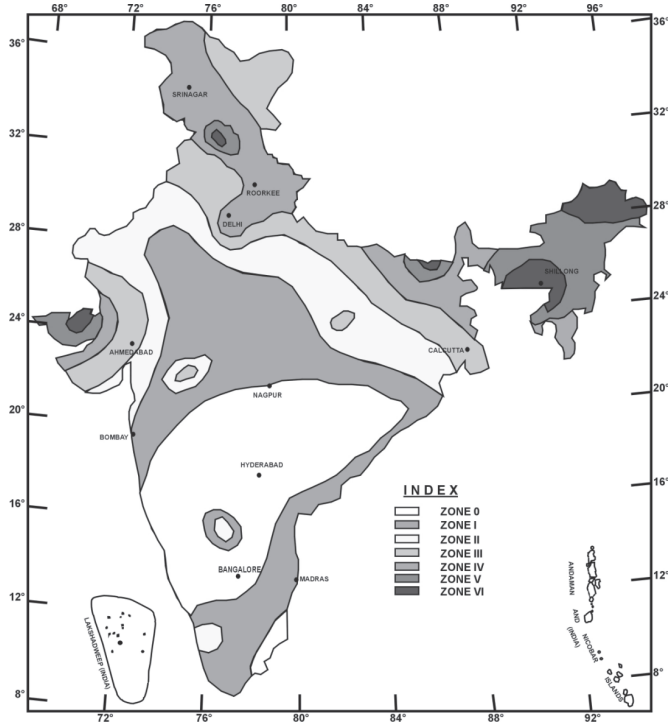 68° 76° 80° 84° 88° 92° 96°
36° 36°
SRINAGAR
32° 32°
ROORKEE
28° DELHI 28°
SHILLONG
24° 24°
AHMEDABAD CALCUTTA
NAGPUR
20° 20°
BOMBAY
HYDERABAD
INDEX
16° 16°
ZONE 0
ZONE I
ZONE II
ZONE III
ZONE IV
ZONE V
ZONE VI
BANGALORE
MADRAS
12° 12°
LAKSHADWEEP (INDIA)
ANDAMAN AND NICOBAR ISLANDS
(INDIA)
8° 8°
72° 76° 80° 84° 88° 92° 96°